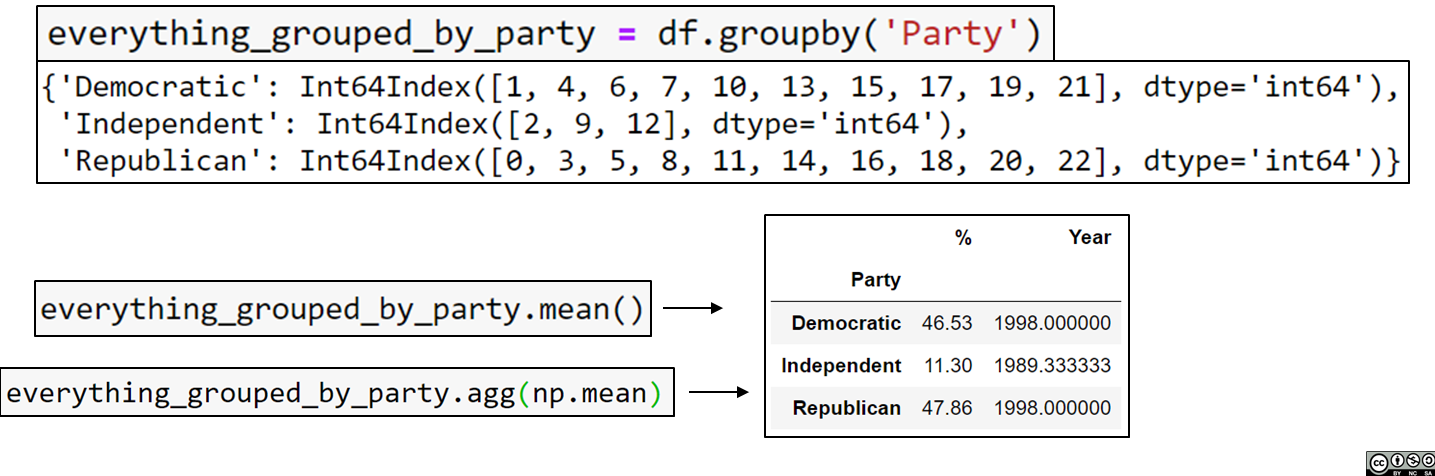 everything_grouped_by_party = df.groupby('Party')
{'Democratic': Int64Index([1, 4, 6, 7, 10, 13, 15, 17, 19, 21], dtype='int64'),
'Independent': Int64Index([2, 9, 12], dtype='int64'),
'Republican': Int64Index([0, 3, 5, 8, 11, 14, 16, 18, 20, 22], dtype='int64')}
everything_grouped_by_party.mean()
everything_grouped_by_party.agg(np.mean)
% Year
Party
Democratic 46.53 1998.000000
Independent 11.30 1989.333333
Republican 47.86 1998.000000
cc
BY NC SA